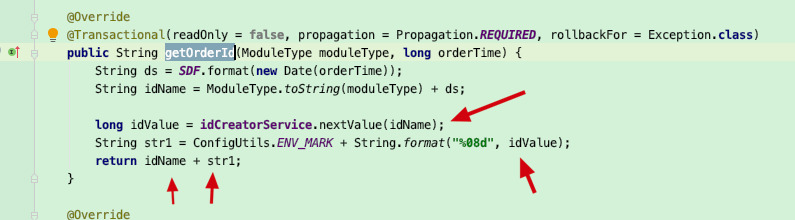 @Override
@Transactional(readOnly = false, propagation = Propagation.REQUIRED, rollbackFor = Exception.class)
public String getOrderId(ModuleType moduleType, long orderTime) {
String ds = SDF.format(new Date(orderTime));
String idName = ModuleType.toString(moduleType) + ds;
long idValue = idCreatorService.nextValue(idName);
String str1 = ConfigUtils.ENV_MARK + String.format("%08d", idValue);
return idName + str1;
}
@Override